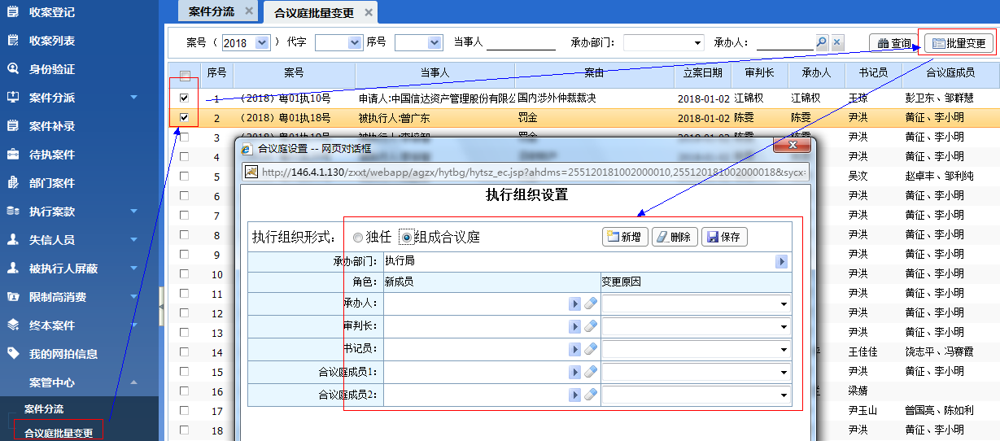 收案登记
收案列表
身份验证
案件分派
案件补录
待执案件
部门案件
执行案款
失信人员
被执行人屏蔽
限制高消费
终本案件
我的网拍信息
案管中心
案件分流
合议庭批量变更
案件分流 合议庭批量变更
案号（ 2018 ）代字 序号 当事人 承办部门： 承办人： 查询 批量变更
序号 案号 当事人 案由 立案日期 审判长 承办人 书记员 合议庭成员
1 （2018）粤01执10号 申请人:中国信达资产管理股份有限公 国内涉外仲裁裁决 2018-01-02 江锦权 江锦权 王琼 彭卫东、邹群慧
2 （2018）粤01执18号 被执行人:曾广东 罚金 2018-01-02 陈雯 陈雯 尹洪 黄征、李小明
3 尹洪 黄征、李小明
4 尹洪 黄征、李小明
5 吴汶 赵卓丰、邹利纯
6 尹洪 黄征、李小明
7 尹洪 黄征、李小明
8 尹洪 黄征、李小明
9 尹洪 黄征、李小明
10 尹洪 黄征、李小明
11 尹洪 黄征、李小明
12 尹洪 黄征、李小明
13 尹洪 黄征、李小明
14 王佳佳 饶志平、冯赛霞
15 尹洪 黄征、李小明
16 梁婧
17 尹玉山 曾国亮、陈如利
18 尹洪 黄征、李小明
合议庭设置 -- 网页对话框
http://146.4.1.130/zxxt/webapp/agzx/hytbg/hytsz_ec.jsp?ahdms=255120181002000010,255120181002000018&sycx=
执行组织设置
执行组织形式： 独任 组成合议庭 新增 删除 保存
承办部门： 执行局
角色： 新成员 变更原因
承办人：
审判长：
书记员：
合议庭成员1：
合议庭成员2：